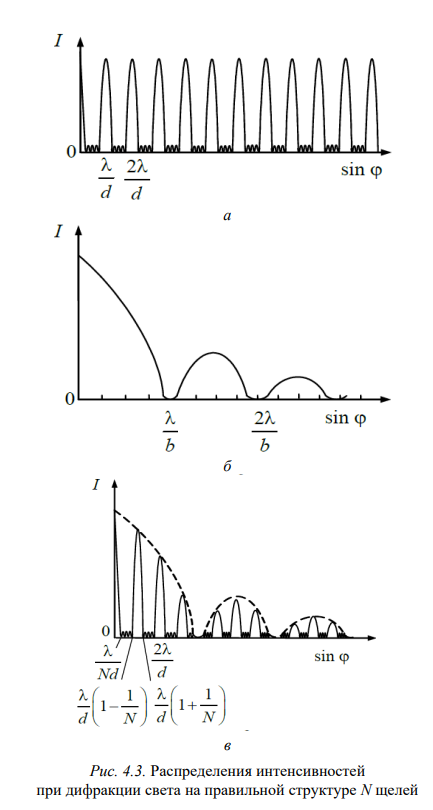 I
0
λ/d 2λ/d sin φ
а
I
0
λ/b 2λ/b sin φ
б
I
0
λ/Nd 2λ/d sin φ
λ/d(1−1/N) λ/d(1+1/N)
в
Рис. 4.3. Распределения интенсивностей
при дифракции света на правильной структуре N щелей